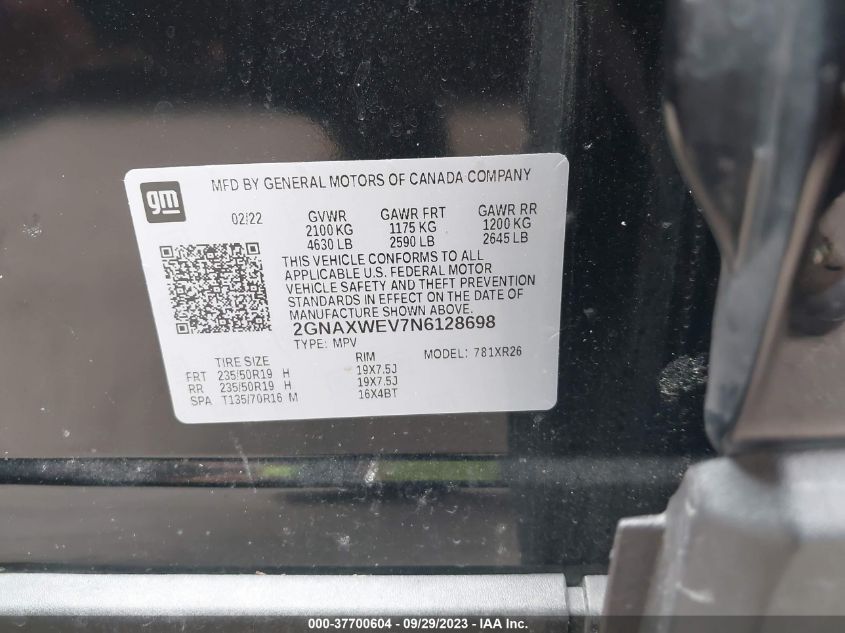 gm
MFD BY GENERAL MOTORS OF CANADA COMPANY
02/22 GVWR GAWR FRT GAWR RR
2100 KG 1175 KG 1200 KG
4630 LB 2590 LB 2645 LB
THIS VEHICLE CONFORMS TO ALL
APPLICABLE U.S. FEDERAL MOTOR
VEHICLE SAFETY AND THEFT PREVENTION
STANDARDS IN EFFECT ON THE DATE OF
MANUFACTURE SHOWN ABOVE.
2GNAXWEV7N6128698
TYPE: MPV MODEL: 781XR26
TIRE SIZE RIM
FRT 235/50R19 H 19X7.5J
RR 235/50R19 H 19X7.5J
SPA T135/70R16 M 16X4BT
000-37700604 / 09/29/2023 - IAA Inc.